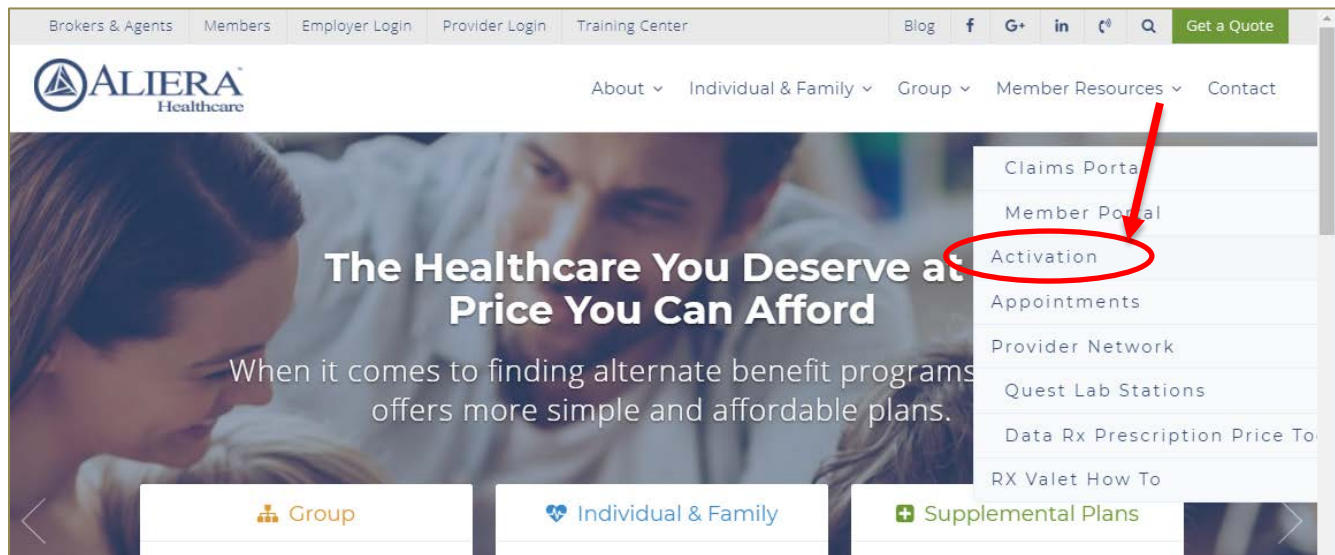 Brokers & Agents Members Employer Login Provider Login Training Center Blog f G+ in Get a Quote
ALIERA
Healthcare
About Individual & Family Group Member Resources Contact
Claims Porta
Member Portal
Activation
Appointments
Provider Network
Quest Lab Stations
Data Rx Prescription Price To
RX Valet How To
The Healthcare You Deserve at
Price You Can Afford
When it comes to finding alternate benefit programs
offers more simple and affordable plans.
Group Individual & Family Supplemental Plans